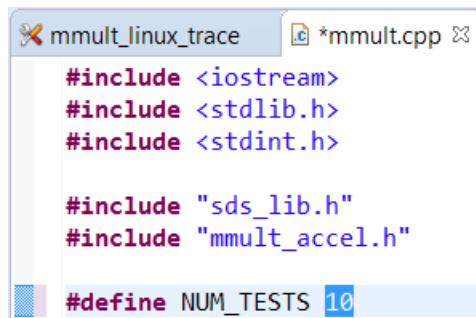 mmult_linux_trace *mmult.cpp
#include <iostream>
#include <stdlib.h>
#include <stdint.h>
#include "sds_lib.h"
#include "mmult_accel.h"
#define NUM_TESTS 10